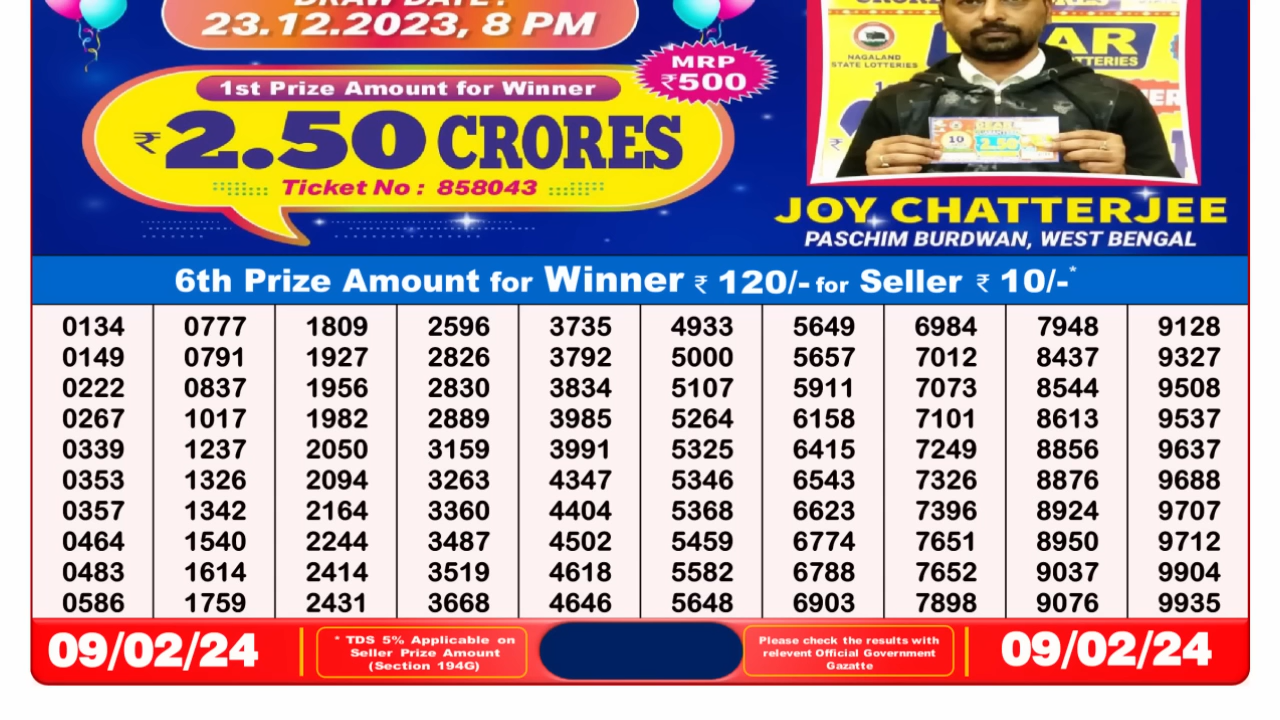 DRAW DATE :
23.12.2023, 8 PM
MRP
₹500
1st Prize Amount for Winner
₹2.50 CRORES
Ticket No : 858043
NAGALAND
STATE LOTTERIES
JOY CHATTERJEE
PASCHIM BURDWAN, WEST BENGAL
6th Prize Amount for Winner ₹ 120/- for Seller ₹ 10/-*
0134 0777 1809 2596 3735 4933 5649 6984 7948 9128
0149 0791 1927 2826 3792 5000 5657 7012 8437 9327
0222 0837 1956 2830 3834 5107 5911 7073 8544 9508
0267 1017 1982 2889 3985 5264 6158 7101 8613 9537
0339 1237 2050 3159 3991 5325 6415 7249 8856 9637
0353 1326 2094 3263 4347 5346 6543 7326 8876 9688
0357 1342 2164 3360 4404 5368 6623 7396 8924 9707
0464 1540 2244 3487 4502 5459 6774 7651 8950 9712
0483 1614 2414 3519 4618 5582 6788 7652 9037 9904
0586 1759 2431 3668 4646 5648 6903 7898 9076 9935
09/02/24
* TDS 5% Applicable on
Seller Prize Amount
(Section 194G)
Please check the results with
relevent Official Government
Gazatte
09/02/24